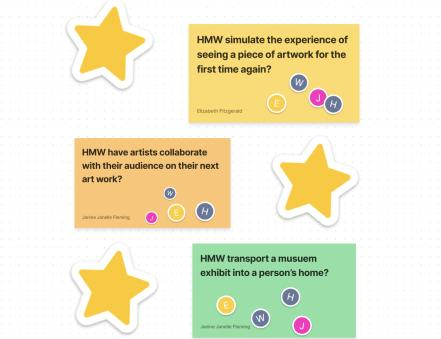 HMW simulate the experience of
seeing a piece of artwork for the
first time again?
W
J
E
H
Elizabeth Fitzgerald
HMW have artists collaborate
with their audience on their next
art work?
W
J
E
H
Janine Janelle Fleming
HMW transport a musuem
exhibit into a person's home?
E
H
W
J
Janine Janelle Fleming